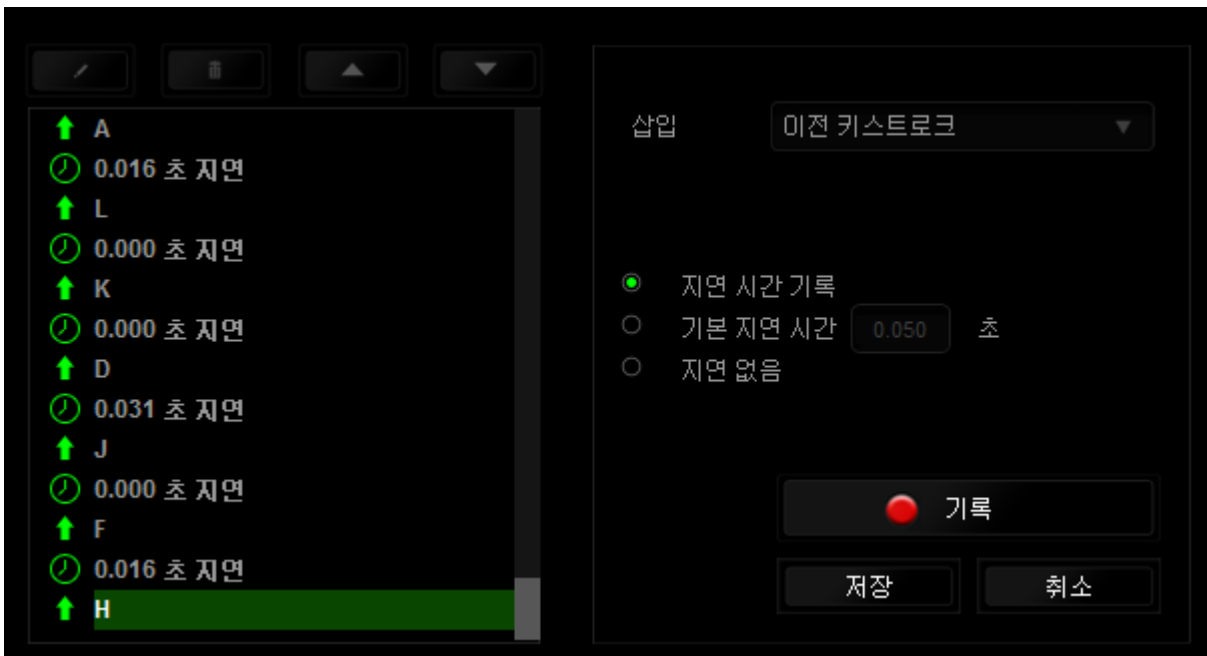 A
0.016 초 지연
L
0.000 초 지연
K
0.000 초 지연
D
0.031 초 지연
J
0.000 초 지연
F
0.016 초 지연
H
삽입 이전 키스트로크
지연 시간 기록
기본 지연 시간 0.050 초
지연 없음
기록
저장 취소